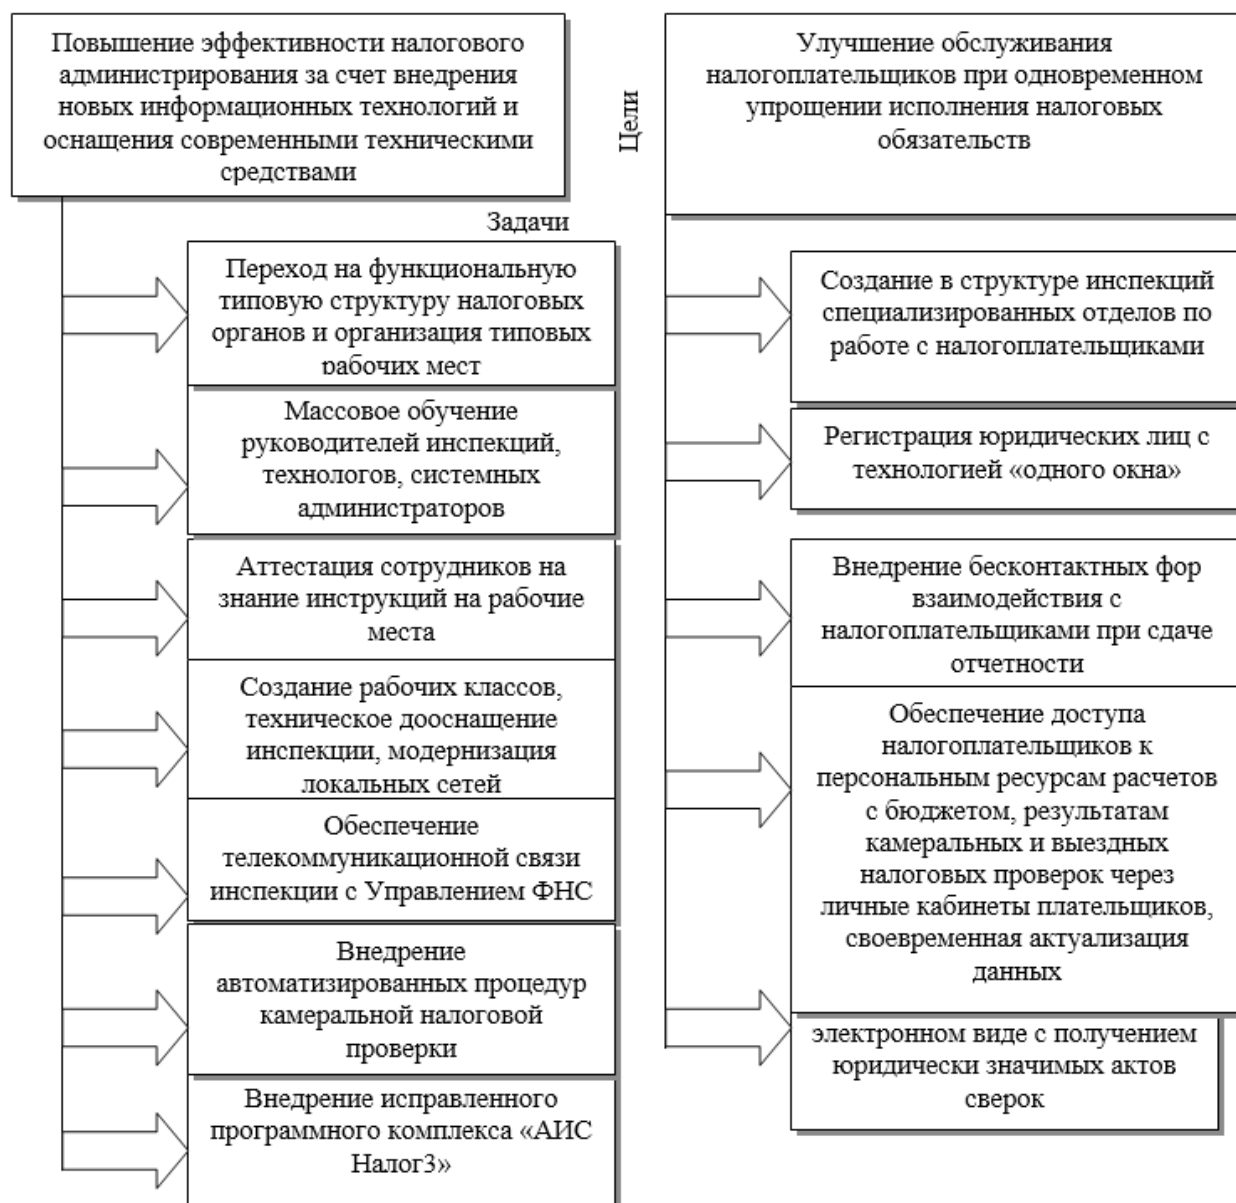 Повышение эффективности налогового
администрирования за счет внедрения
новых информационных технологий и
оснащения современными техническими
средствами
Цели
Улучшение обслуживания
налогоплательщиков при одновременном
упрощении исполнения налоговых
обязательств
Задачи
Переход на функциональную
типовую структуру налоговых
органов и организация типовых
рабочих мест
Массовое обучение
руководителей инспекций,
технологов, системных
администраторов
Аттестация сотрудников на
знание инструкций на рабочие
места
Создание рабочих классов,
техническое дооснащение
инспекции, модернизация
локальных сетей
Обеспечение
телекоммуникационной связи
инспекции с Управлением ФНС
Внедрение
автоматизированных процедур
камеральной налоговой
проверки
Внедрение исправленного
программного комплекса «АИС
Налог3»
Создание в структуре инспекций
специализированных отделов по
работе с налогоплательщиками
Регистрация юридических лиц с
технологией «одного окна»
Внедрение бесконтактных фор
взаимодействия с
налогоплательщиками при сдаче
отчетности
Обеспечение доступа
налогоплательщиков к
персональным ресурсам расчетов
с бюджетом, результатам
камеральных и выездных
налоговых проверок через
личные кабинеты плательщиков,
своевременная актуализация
данных
электронном виде с получением
юридически значимых актов
сверок